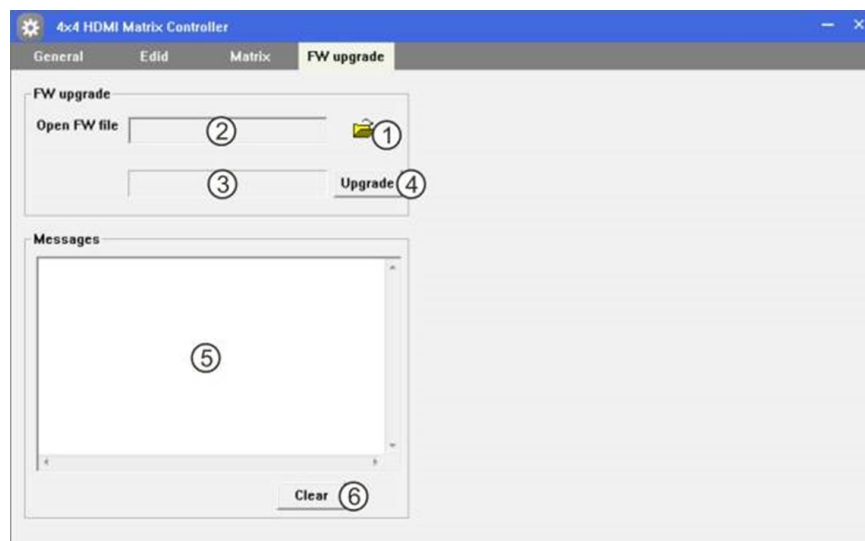 4x4 HDMI Matrix Controller
General Edid Matrix FW upgrade
FW upgrade
Open FW file ② ①
③ Upgrade ④
Messages
⑤
Clear ⑥